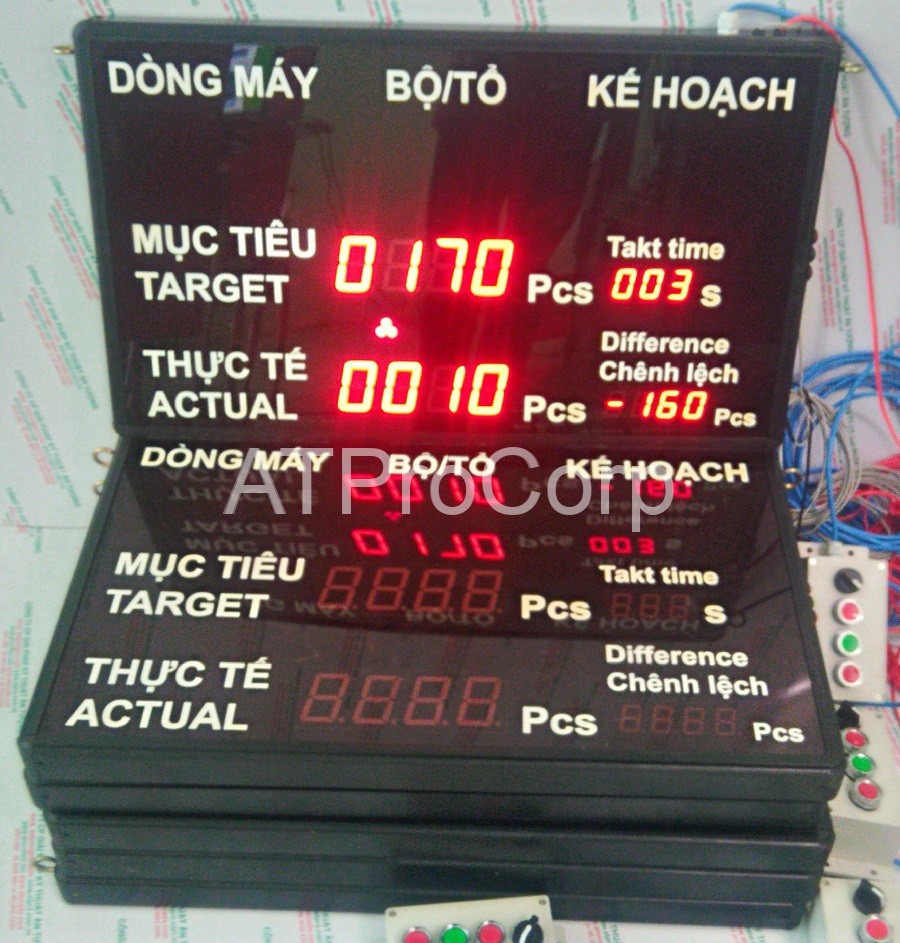 DÒNG MÁY BỘ/TỔ KẾ HOẠCH
MỤC TIÊU
TARGET 0170 Pcs
Takt time
003 s
THỰC TẾ
ACTUAL 0010 Pcs
Difference
Chênh lệch
-160 Pcs
ATProCorp
DÒNG MÁY BỘ/TỔ KẾ HOẠCH
MỤC TIÊU
TARGET Pcs
Takt time
s
THỰC TẾ
ACTUAL Pcs
Difference
Chênh lệch
Pcs